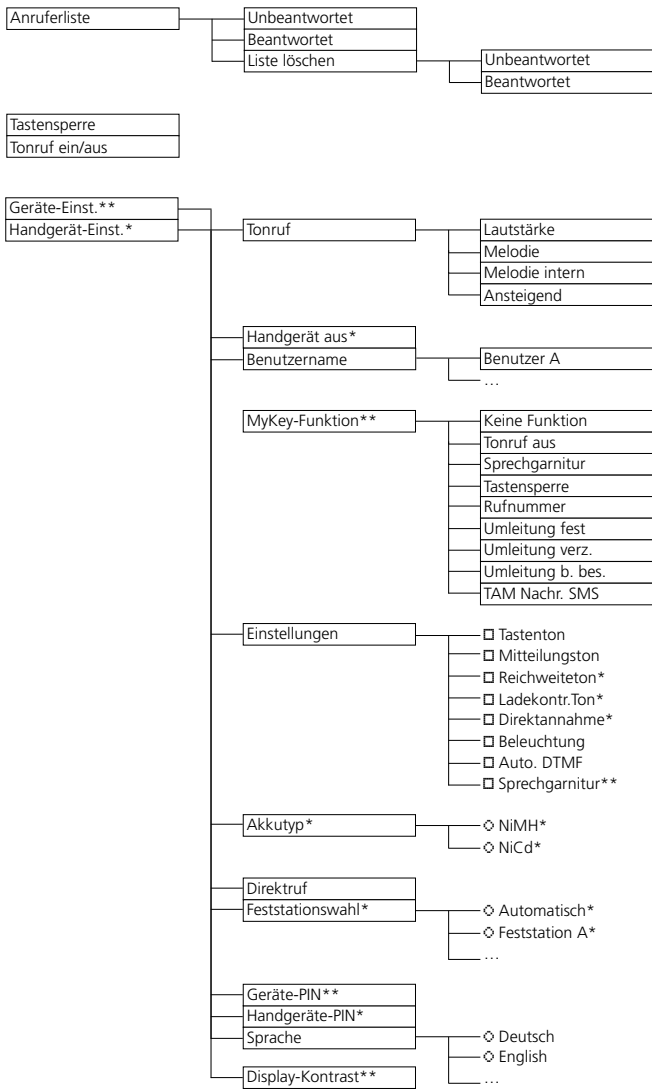 Anruferliste
Unbeantwortet
Beantwortet
Liste löschen
Unbeantwortet
Beantwortet
Tastensperre
Tonruf ein/aus
Geräte-Einst.**
Handgerät-Einst.*
Tonruf
Lautstärke
Melodie
Melodie intern
Ansteigend
Handgerät aus*
Benutzername
Benutzer A
...
MyKey-Funktion**
Keine Funktion
Tonruf aus
Sprechgarnitur
Tastensperre
Rufnummer
Umleitung fest
Umleitung verz.
Umleitung b. bes.
TAM Nachr. SMS
Einstellungen
Tastenton
Mitteilungston
Reichweiteton*
Ladekontr.Ton*
Direktannahme*
Beleuchtung
Auto. DTMF
Sprechgarnitur**
Akkutyp*
NiMH*
NiCd*
Direktruf
Feststationswahl*
Automatisch*
Feststation A*
...
Geräte-PIN**
Handgeräte-PIN*
Sprache
Deutsch
English
...
Display-Kontrast**